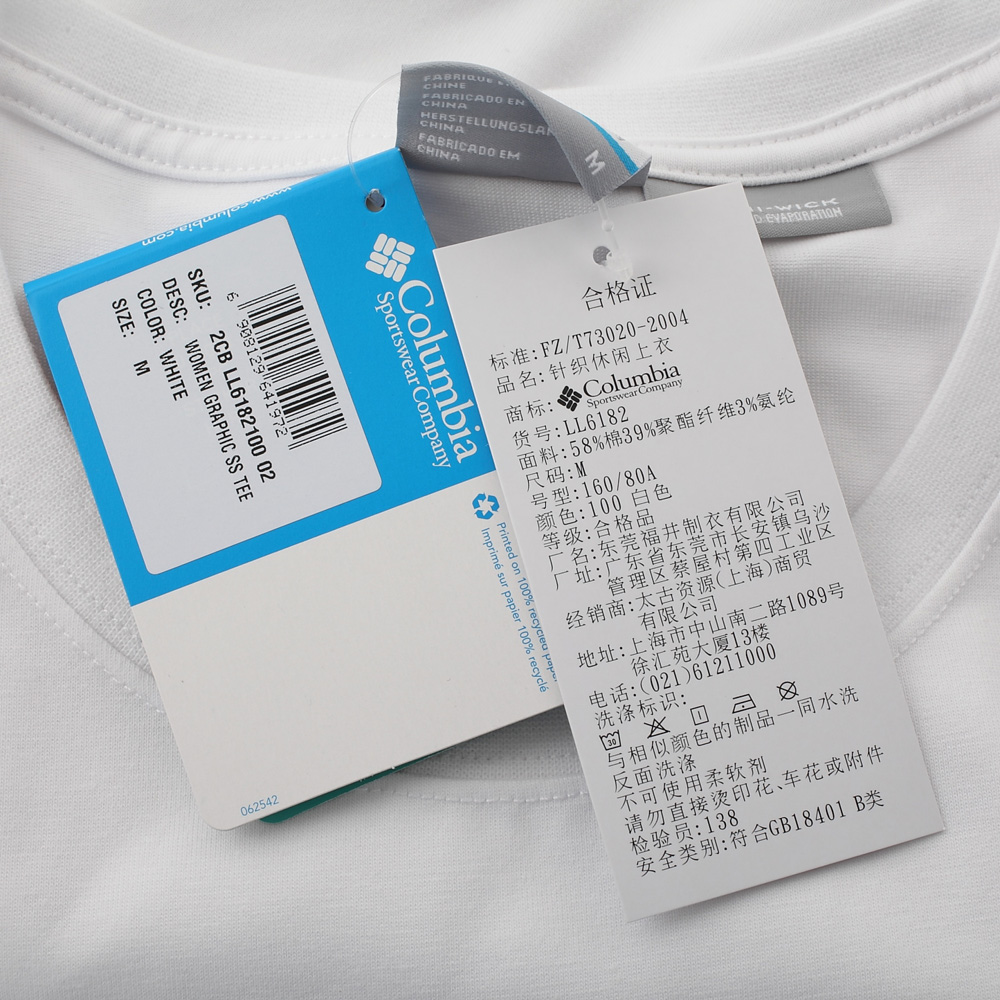 FABRIQUE EN
CHINE
FABRICADO EN
CHINA
HERSTELLUNGSLAN
CHINA
FABRICADO EM
CHINA
M
I-WICK
EVAPORATION
www.columbia.com
SKU: 2CB LL6182100 02
DESC: WOMEN GRAPHIC SS TEE
COLOR: WHITE
SIZE: M
6 908129 641972
Columbia
Sportswear Company
Printed on 100% recycled paper
Imprimé sur papier 100% recyclé
062542
合格证
标准:FZ/T73020-2004
品名:针织休闲上衣
商标: Columbia
Sportswear Company
货号:LL6182
面料:58%棉39%聚酯纤维3%氨纶
尺码:M
号型:160/80A
颜色:100 白色
等级:合格品
厂名:东莞福井制衣有限公司
厂址:广东省东莞市长安镇乌沙
管理区蔡屋村第四工业区
经销商:太古资源(上海)商贸
有限公司
地址:上海市中山南二路1089号
徐汇苑大厦13楼
电话:(021)61211000
洗涤标识:
30
与相似颜色的制品一同水洗
反面洗涤
不可使用柔软剂
请勿直接烫印花、车花或附件
检验员:138
安全类别:符合GB18401 B类